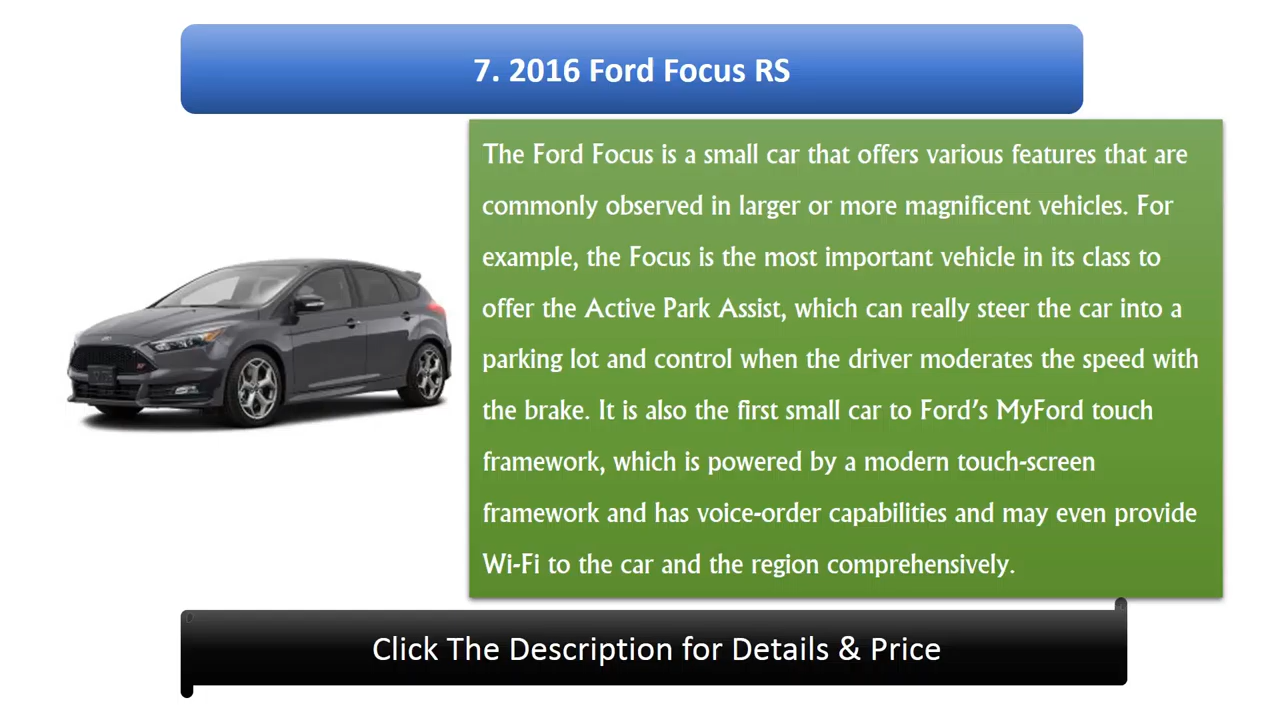 7. 2016 Ford Focus RS
The Ford Focus is a small car that offers various features that are
commonly observed in larger or more magnificent vehicles. For
example, the Focus is the most important vehicle in its class to
offer the Active Park Assist, which can really steer the car into a
parking lot and control when the driver moderates the speed with
the brake. It is also the first small car to Ford’s MyFord touch
framework, which is powered by a modern touch-screen
framework and has voice-order capabilities and may even provide
Wi-Fi to the car and the region comprehensively.
Click The Description for Details & Price